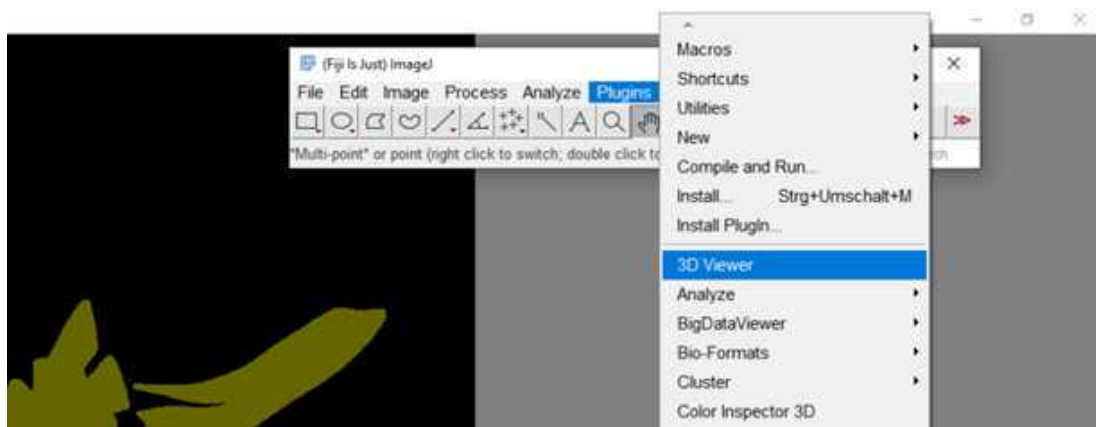 (Fiji Is Just) ImageJ
File Edit Image Process Analyze Plugins
*Multi-point* or point (right click to switch; double click to
Macros
Shortcuts
Utilities
New
Compile and Run...
Install... Strg+Umschalt+M
Install PlugIn...
3D Viewer
Analyze
BigDataViewer
Bio-Formats
Cluster
Color Inspector 3D